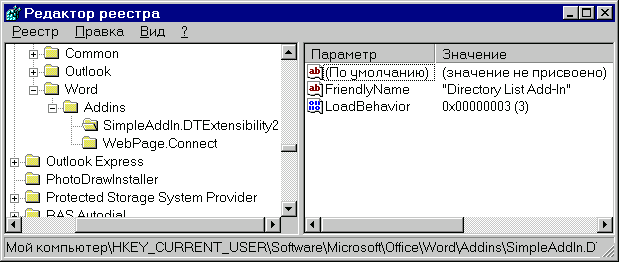 Редактор реестра
Реестр Правка Вид ?
Common
Outlook
Word
Addins
SimpleAddIn.DTExtensibility2
WebPage.Connect
Outlook Express
PhotoDrawInstaller
Protected Storage System Provider
RAS Autodial
Параметр Значение
(По умолчанию) (значение не присвоено)
FriendlyName "Directory List Add-In"
LoadBehavior 0x00000003 (3)
Мой компьютер\HKEY_CURRENT_USER\Software\Microsoft\Office\Word\Addins\SimpleAddIn.DT